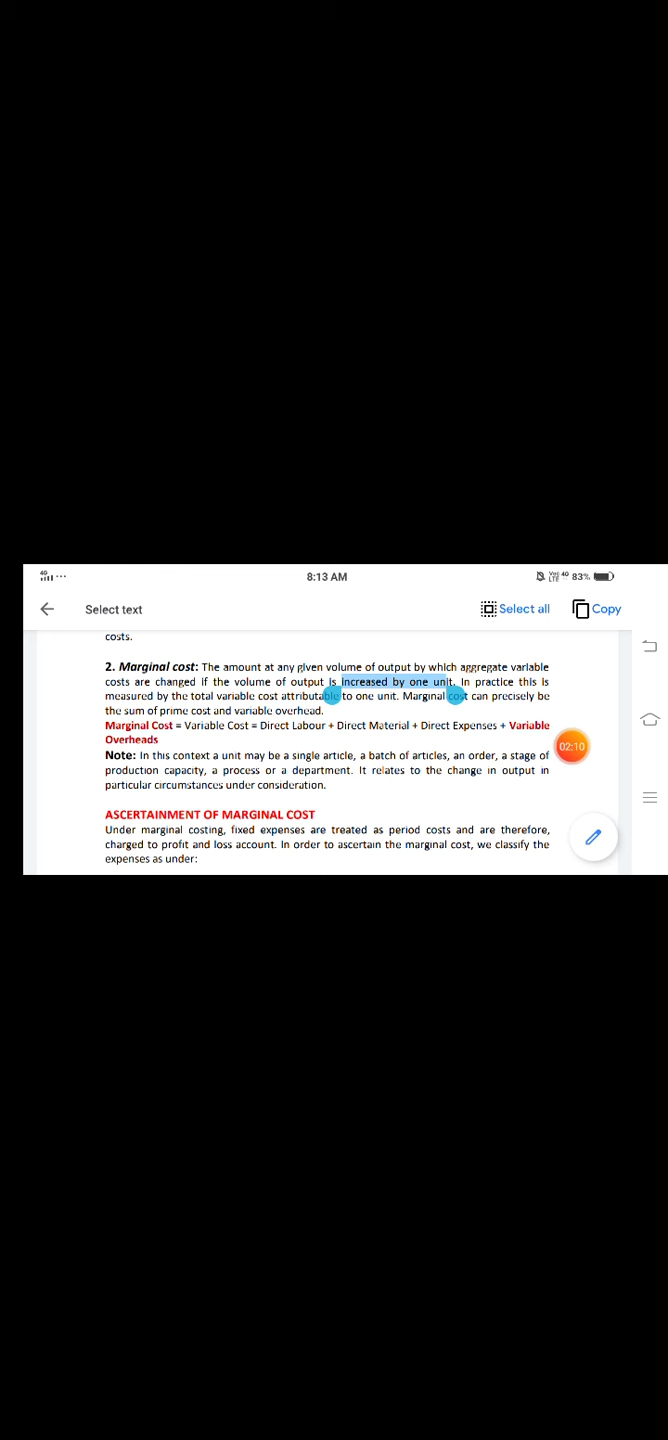 4G
8:13 AM
4G 83%
Select text
Select all
Copy
costs.
2. Marginal cost: The amount at any given volume of output by which aggregate variable
costs are changed if the volume of output is increased by one unit. In practice this is
measured by the total variable cost attributable to one unit. Marginal cost can precisely be
the sum of prime cost and variable overhead.
Marginal Cost = Variable Cost = Direct Labour + Direct Material + Direct Expenses + Variable
Overheads
02:10
Note: In this context a unit may be a single article, a batch of articles, an order, a stage of
production capacity, a process or a department. It relates to the change in output in
particular circumstances under consideration.
ASCERTAINMENT OF MARGINAL COST
Under marginal costing, fixed expenses are treated as period costs and are therefore,
charged to profit and loss account. In order to ascertain the marginal cost, we classify the
expenses as under: